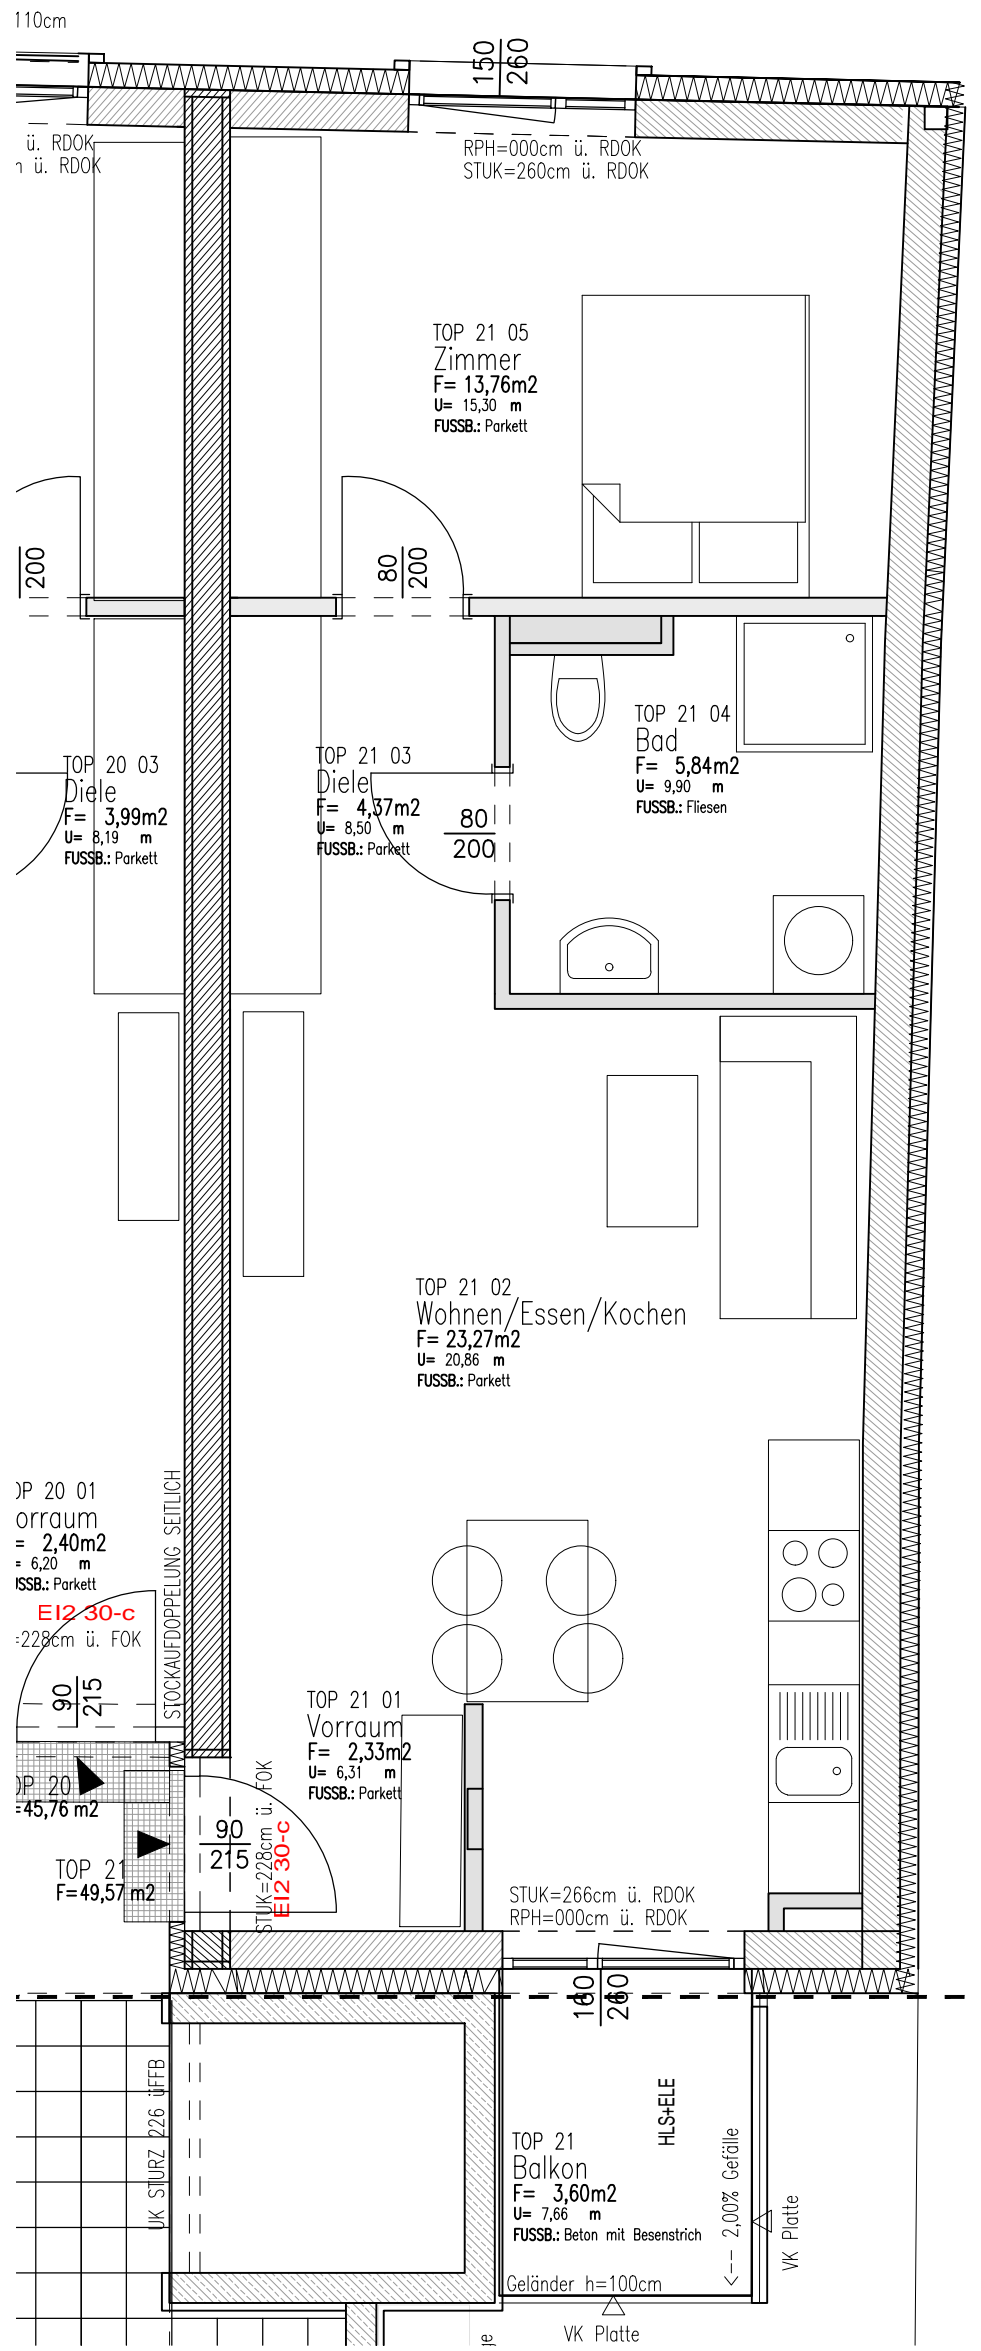 110cm
150
260
ü. RDOK
ü. RDOK
RPH=000cm ü. RDOK
STUK=260cm ü. RDOK
TOP 21 05
Zimmer
F= 13,76m2
U= 15,30 m
FUSSB.: Parkett
200
80
200
TOP 21 04
Bad
F= 5,84m2
U= 9,90 m
FUSSB.: Fliesen
TOP 20 03
Diele
F= 3,99m2
U= 8,19 m
FUSSB.: Parkett
TOP 21 03
Diele
F= 4,37m2
U= 8,50 m
FUSSB.: Parkett
80
200
TOP 21 02
Wohnen/Essen/Kochen
F= 23,27m2
U= 20,86 m
FUSSB.: Parkett
OP 20 01
orraum
= 2,40m2
= 6,20 m
JSSB.: Parkett
EI2 30-c
=228cm ü. FOK
90
215
STOCKAUFDOPPELUNG SEITLICH
TOP 21 01
Vorraum
F= 2,33m2
U= 6,31 m
FUSSB.: Parkett
OP 20
=45,76 m2
TOP 21
F=49,57 m2
90
215
STUK=228cm ü. FOK
EI2 30-c
STUK=266cm ü. RDOK
RPH=000cm ü. RDOK
160
260
UK STURZ 226 üFFB
HLS+ELE
TOP 21
Balkon
F= 3,60m2
U= 7,66 m
FUSSB.: Beton mit Besenstrich
<-- 2,00% Gefälle
VK Platte
Geländer h=100cm
VK Platte